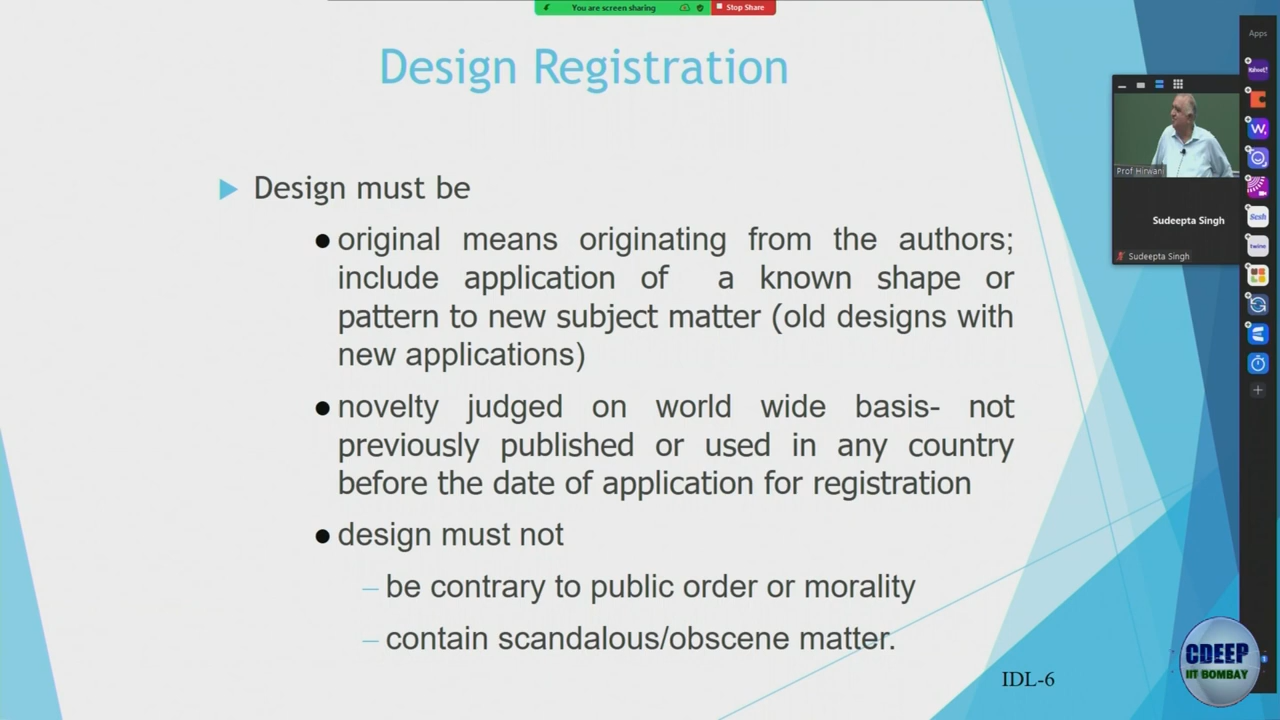 You are screen sharing
Stop Share
Design Registration
Apps
Design must be
original means originating from the authors;
include application of a known shape or
pattern to new subject matter (old designs with
new applications)
novelty judged on world wide basis- not
previously published or used in any country
before the date of application for registration
design must not
– be contrary to public order or morality
– contain scandalous/obscene matter.
IDL-6
Prof Hirwani
Sudeepta Singh
Sudeepta Singh
Kahoot!
W
Sesh
twine
CDEEP
IIT BOMBAY